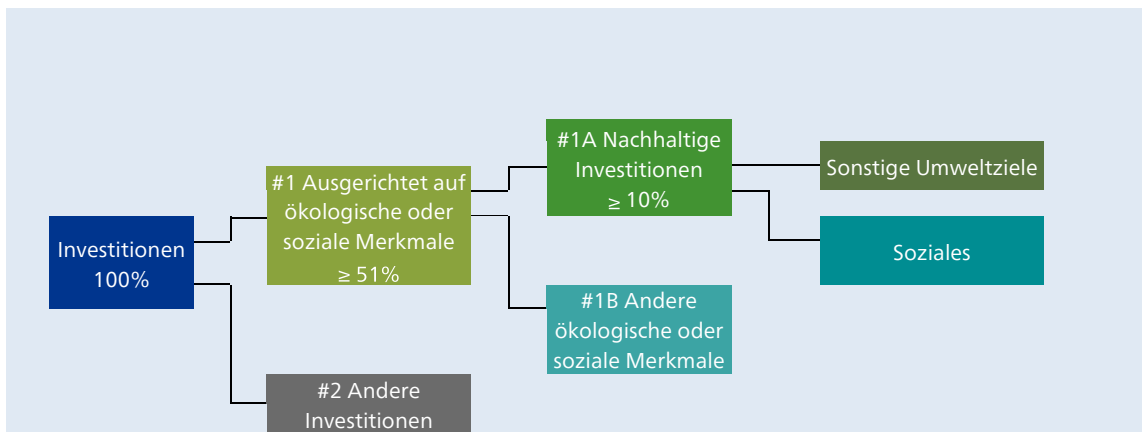 Investitionen
100%
#1 Ausgerichtet auf
ökologische oder
soziale Merkmale
≥ 51%
#2 Andere
Investitionen
#1A Nachhaltige
Investitionen
≥ 10%
#1B Andere
ökologische oder
soziale Merkmale
Sonstige Umweltziele
Soziales